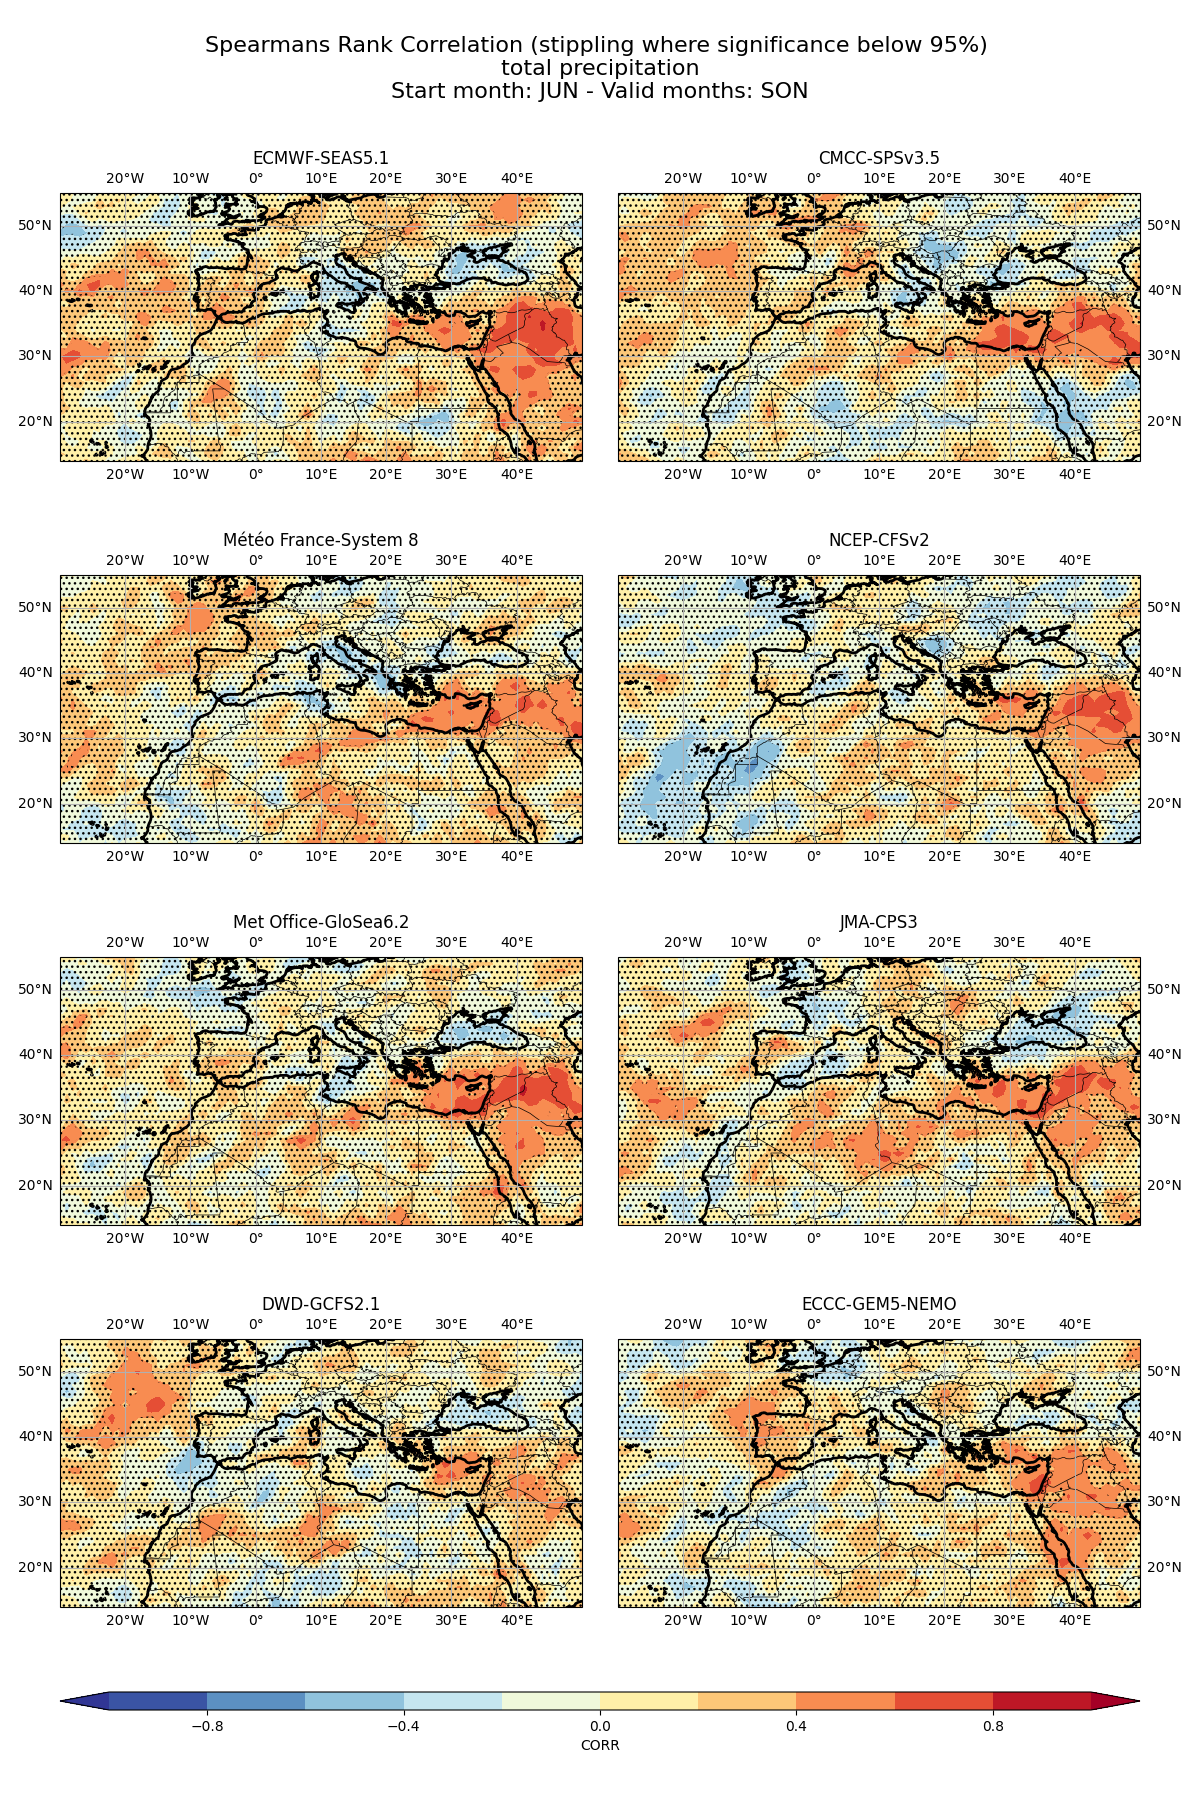 Spearmans Rank Correlation (stippling where significance below 95%)
total precipitation
Start month: JUN - Valid months: SON
ECMWF-SEAS5.1
20°W 10°W 0° 10°E 20°E 30°E 40°E
50°N
40°N
30°N
20°N
20°W 10°W 0° 10°E 20°E 30°E 40°E
CMCC-SPSv3.5
20°W 10°W 0° 10°E 20°E 30°E 40°E
50°N
40°N
30°N
20°N
20°W 10°W 0° 10°E 20°E 30°E 40°E
Météo France-System 8
20°W 10°W 0° 10°E 20°E 30°E 40°E
50°N
40°N
30°N
20°N
20°W 10°W 0° 10°E 20°E 30°E 40°E
NCEP-CFSv2
20°W 10°W 0° 10°E 20°E 30°E 40°E
50°N
40°N
30°N
20°N
20°W 10°W 0° 10°E 20°E 30°E 40°E
Met Office-GloSea6.2
20°W 10°W 0° 10°E 20°E 30°E 40°E
50°N
40°N
30°N
20°N
20°W 10°W 0° 10°E 20°E 30°E 40°E
JMA-CPS3
20°W 10°W 0° 10°E 20°E 30°E 40°E
50°N
40°N
30°N
20°N
20°W 10°W 0° 10°E 20°E 30°E 40°E
DWD-GCFS2.1
20°W 10°W 0° 10°E 20°E 30°E 40°E
50°N
40°N
30°N
20°N
20°W 10°W 0° 10°E 20°E 30°E 40°E
ECCC-GEM5-NEMO
20°W 10°W 0° 10°E 20°E 30°E 40°E
50°N
40°N
30°N
20°N
20°W 10°W 0° 10°E 20°E 30°E 40°E
−0.8 −0.4 0.0 0.4 0.8
CORR